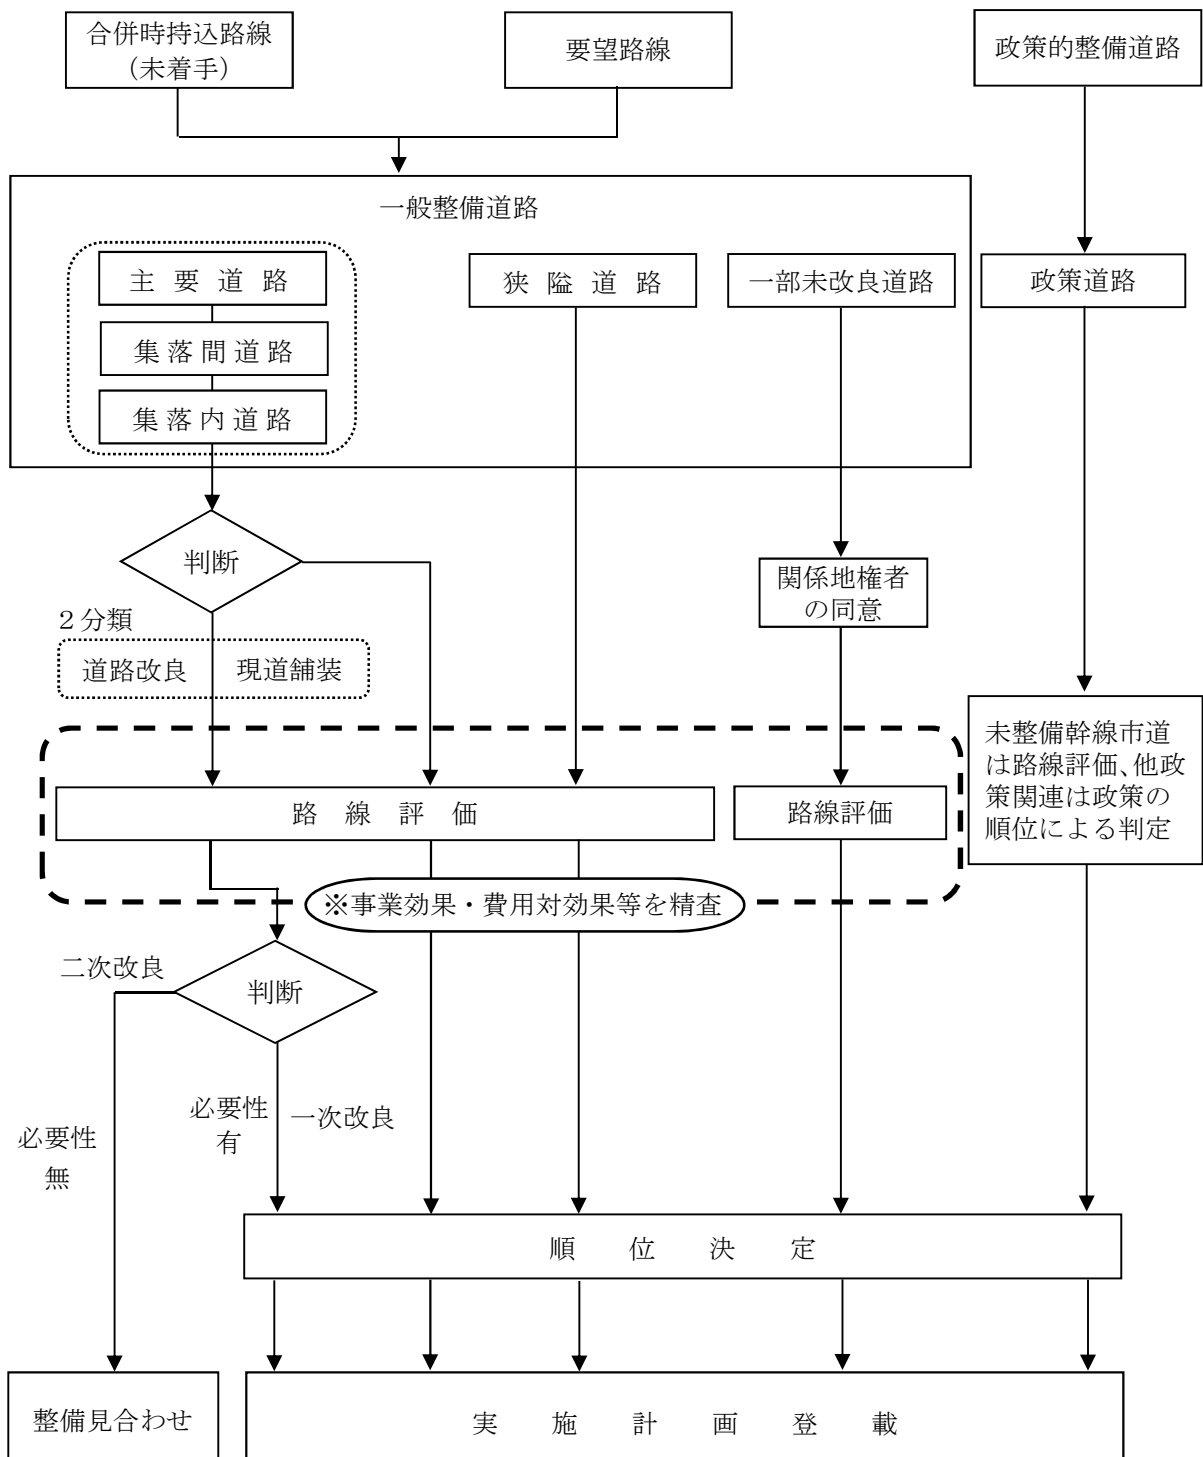 合併時持込路線
（未着手）
要望路線
政策的整備道路
一般整備道路
主要道路
狭隘道路
一部未改良道路
政策道路
集落間道路
集落内道路
判断
関係地権者
の同意
２分類
道路改良
現道舗装
未整備幹線市道
は路線評価、他政
策関連は政策の
順位による判定
路線評価
路線評価
※事業効果・費用対効果等を精査
二次改良
判断
必要性
有
一次改良
必要性
無
順位決定
整備見合わせ
実施計画登載